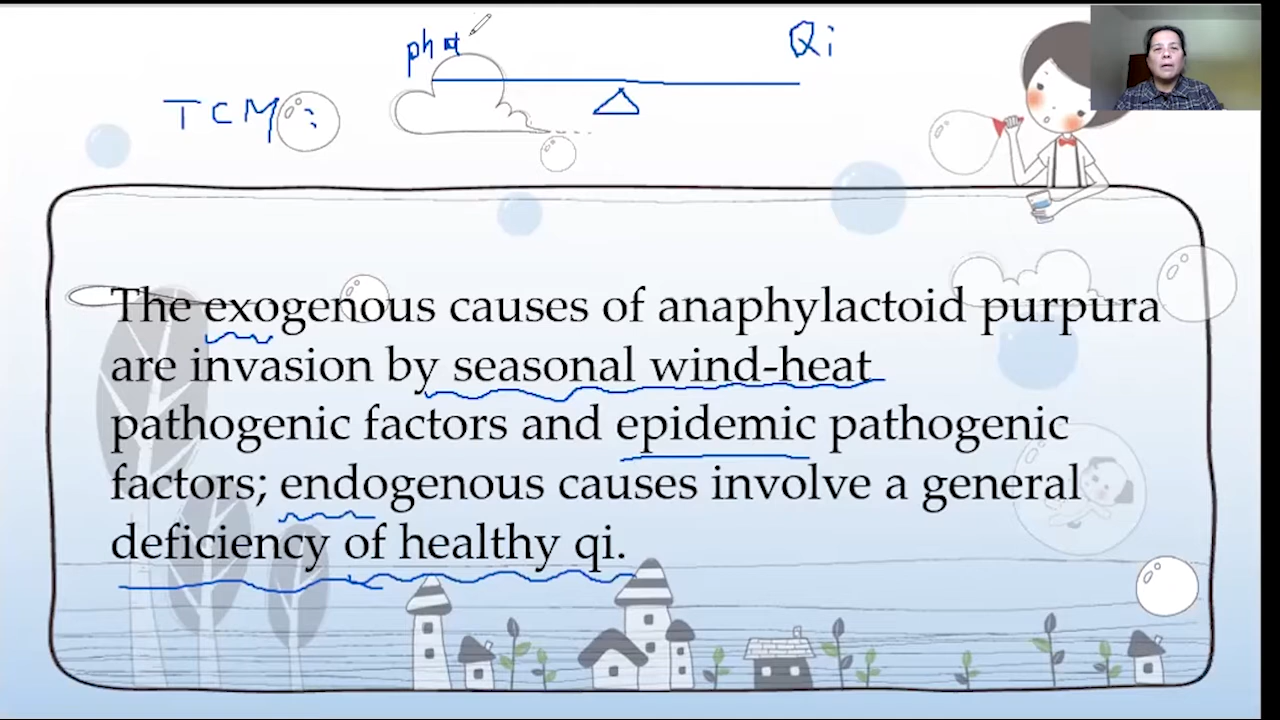 Qi
TCM:
The exogenous causes of anaphylactoid purpura
are invasion by seasonal wind-heat
pathogenic factors and epidemic pathogenic
factors; endogenous causes involve a general
deficiency of healthy qi.